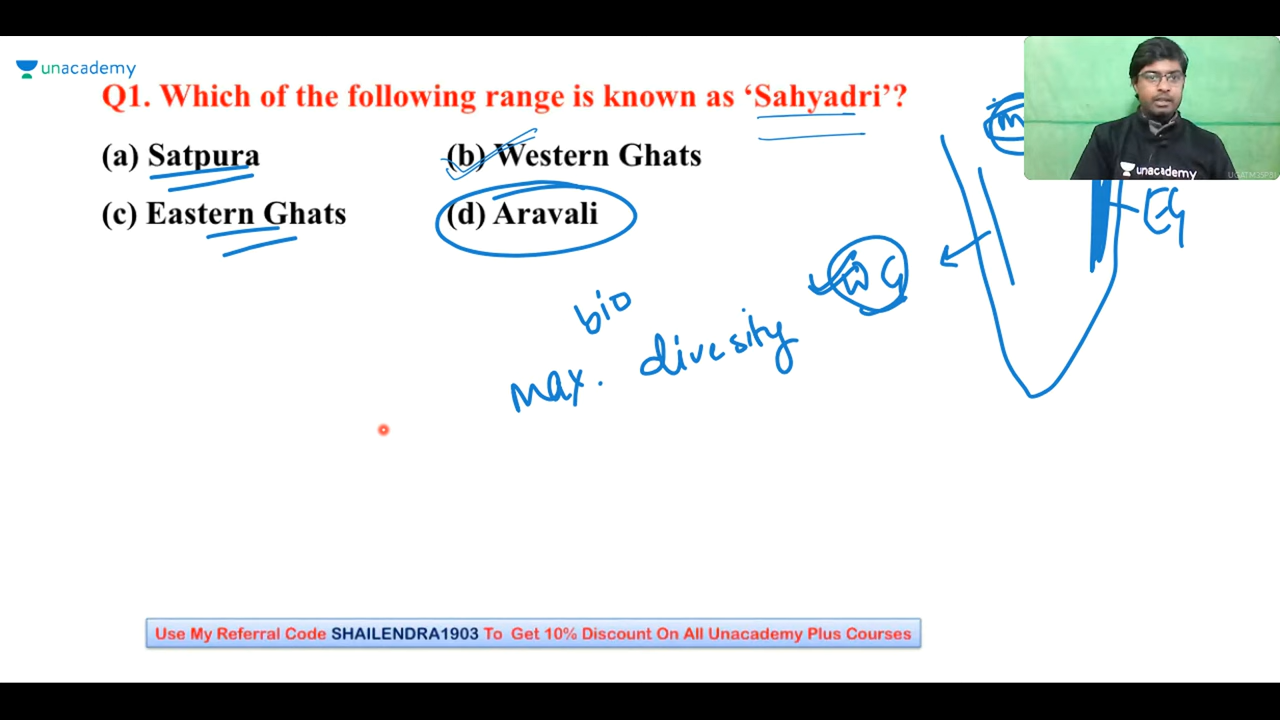 unacademy
Q1. Which of the following range is known as ‘Sahyadri’?
(a) Satpura
(b) Western Ghats
(c) Eastern Ghats
(d) Aravali
unacademy
EG
WG
bio
max. divesity
Use My Referral Code SHAILENDRA1903 To Get 10% Discount On All Unacademy Plus Courses